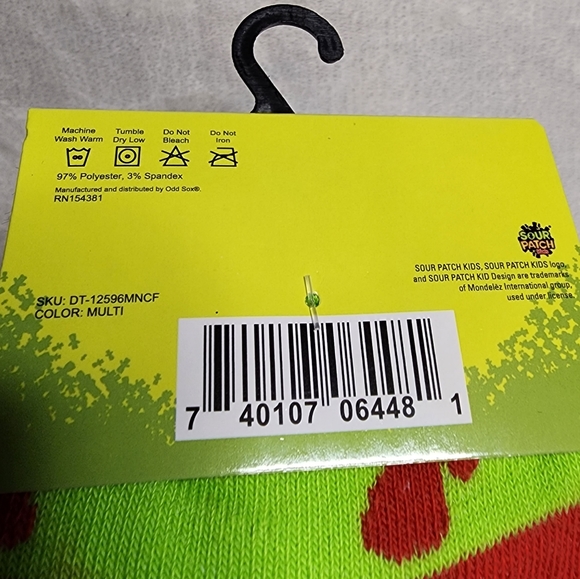 Machine Wash Warm
Tumble Dry Low
Do Not Bleach
Do Not Iron
97% Polyester, 3% Spandex
Manufactured and distributed by Odd Sox®.
RN154381
SOUR
PATCH
SOUR PATCH KIDS, SOUR PATCH KIDS logo,
and SOUR PATCH KID Design are trademarks
of Mondelēz International group,
used under license.
SKU: DT-12596MNCF
COLOR: MULTI
7 40107 06448 1